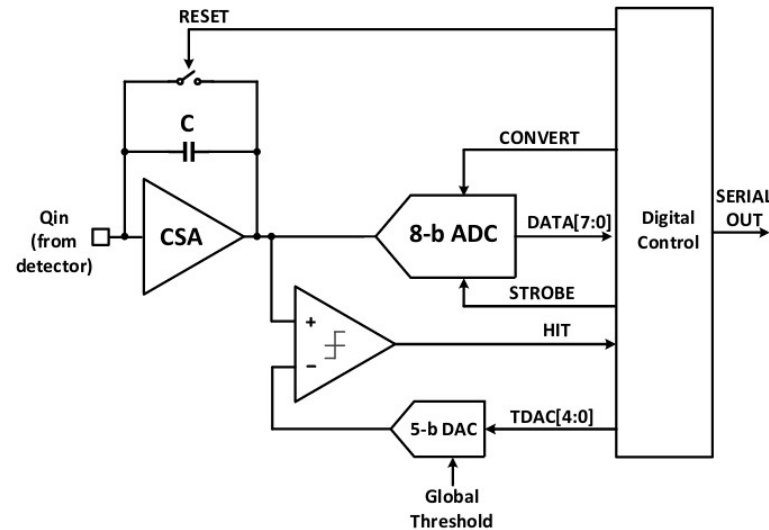 RESET
C
CONVERT
Qin
(from
detector)
CSA
8-b ADC
DATA[7:0]
Digital
Control
SERIAL
OUT
STROBE
+
HIT
−
5-b DAC
TDAC[4:0]
Global
Threshold